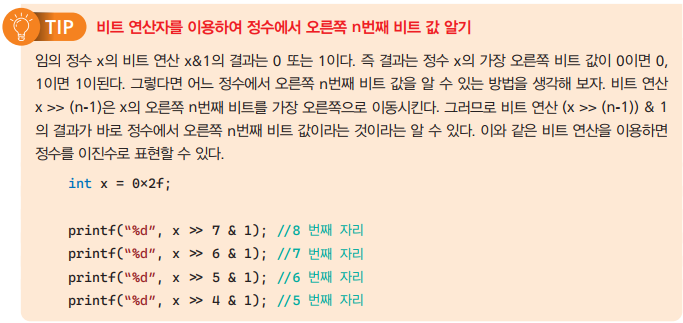 TIP 비트 연산자를 이용하여 정수에서 오른쪽 n번째 비트 값 알기
임의 정수 x의 비트 연산 x&1의 결과는 0 또는 1이다. 즉 결과는 정수 x의 가장 오른쪽 비트 값이 0이면 0,
1이면 1이된다. 그렇다면 어느 정수에서 오른쪽 n번째 비트 값을 알 수 있는 방법을 생각해 보자. 비트 연산
x >> (n-1)은 x의 오른쪽 n번째 비트를 가장 오른쪽으로 이동시킨다. 그러므로 비트 연산 (x >> (n-1)) & 1
의 결과가 바로 정수에서 오른쪽 n번째 비트 값이라는 것이라는 알 수 있다. 이와 같은 비트 연산을 이용하면
정수를 이진수로 표현할 수 있다.
int x = 0×2f;
printf(“%d”, x >> 7 & 1); //8 번째 자리
printf(“%d”, x >> 6 & 1); //7 번째 자리
printf(“%d”, x >> 5 & 1); //6 번째 자리
printf(“%d”, x >> 4 & 1); //5 번째 자리